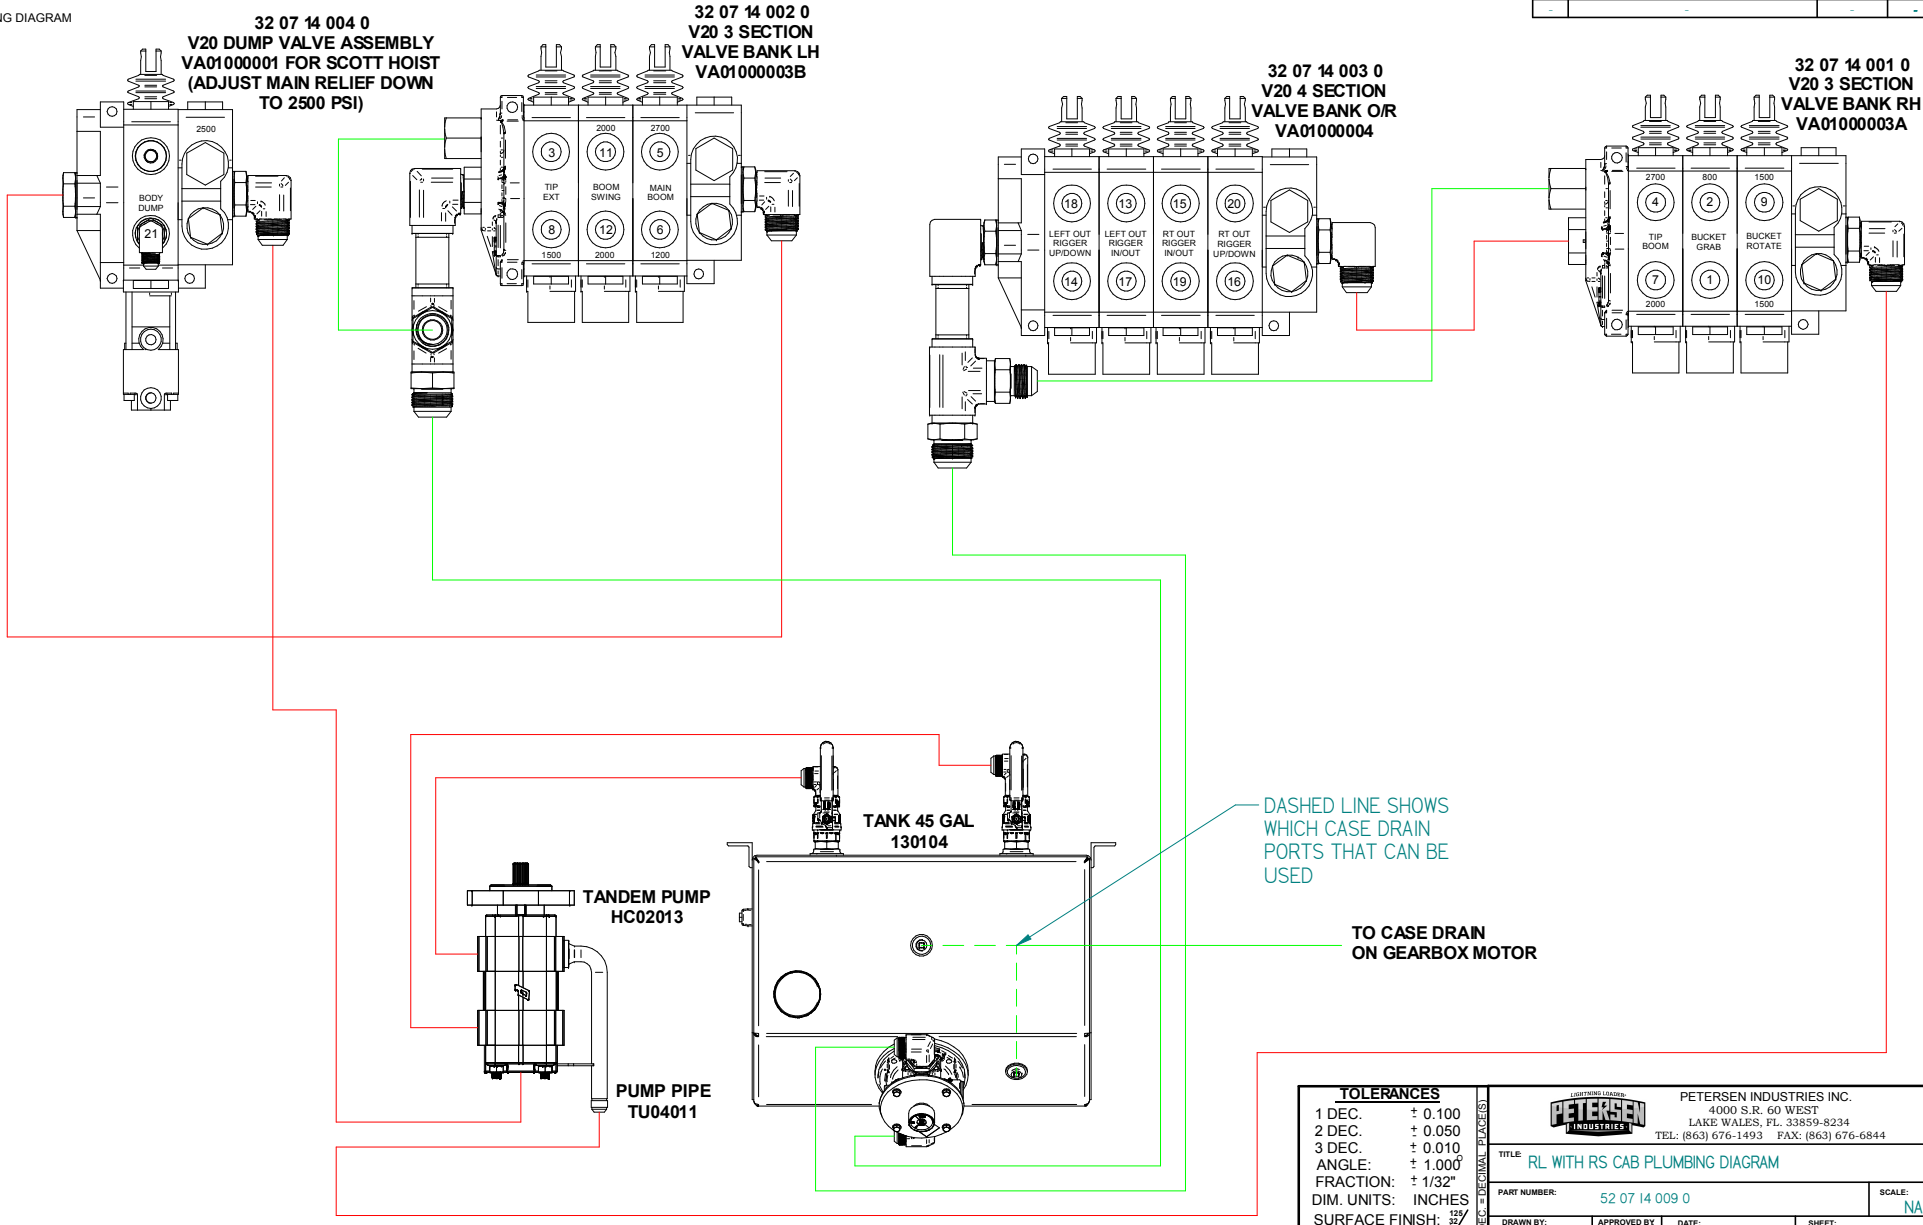 NG DIAGRAM
32 07 14 004 0
V20 DUMP VALVE ASSEMBLY
VA01000001 FOR SCOTT HOIST
(ADJUST MAIN RELIEF DOWN
TO 2500 PSI)
32 07 14 002 0
V20 3 SECTION
VALVE BANK LH
VA01000003B
32 07 14 003 0
V20 4 SECTION
VALVE BANK O/R
VA01000004
32 07 14 001 0
V20 3 SECTION
VALVE BANK RH
VA01000003A
2500
BODY
DUMP
21
2000 2700
3 11 5
TIP
EXT
BOOM
SWING
MAIN
BOOM
8 12 6
1500 2000 1200
18 13 15 20
LEFT OUT
RIGGER
UP/DOWN
LEFT OUT
RIGGER
IN/OUT
RT OUT
RIGGER
IN/OUT
RT OUT
RIGGER
UP/DOWN
14 17 19 16
2700 800 1500
4 2 9
TIP
BOOM
BUCKET
GRAB
BUCKET
ROTATE
7 1 10
2000 1500
TANK 45 GAL
130104
DASHED LINE SHOWS
WHICH CASE DRAIN
PORTS THAT CAN BE
USED
TANDEM PUMP
HC02013
TO CASE DRAIN
ON GEARBOX MOTOR
PUMP PIPE
TU04011
TOLERANCES
1 DEC. ± 0.100
2 DEC. ± 0.050
3 DEC. ± 0.010
ANGLE: ± 1.000°
FRACTION: ± 1/32"
DIM. UNITS: INCHES
SURFACE FINISH: 125/ 32/
DEC. = DECIMAL PLACE(S)
LIGHTNING LOADER
PETERSEN
INDUSTRIES
PETERSEN INDUSTRIES INC.
4000 S.R. 60 WEST
LAKE WALES, FL. 33859-8234
TEL: (863) 676-1493 FAX: (863) 676-6844
TITLE: RL WITH RS CAB PLUMBING DIAGRAM
PART NUMBER: 52 07 14 009 0
SCALE: NA
DRAWN BY: APPROVED BY DATE: SHEET: